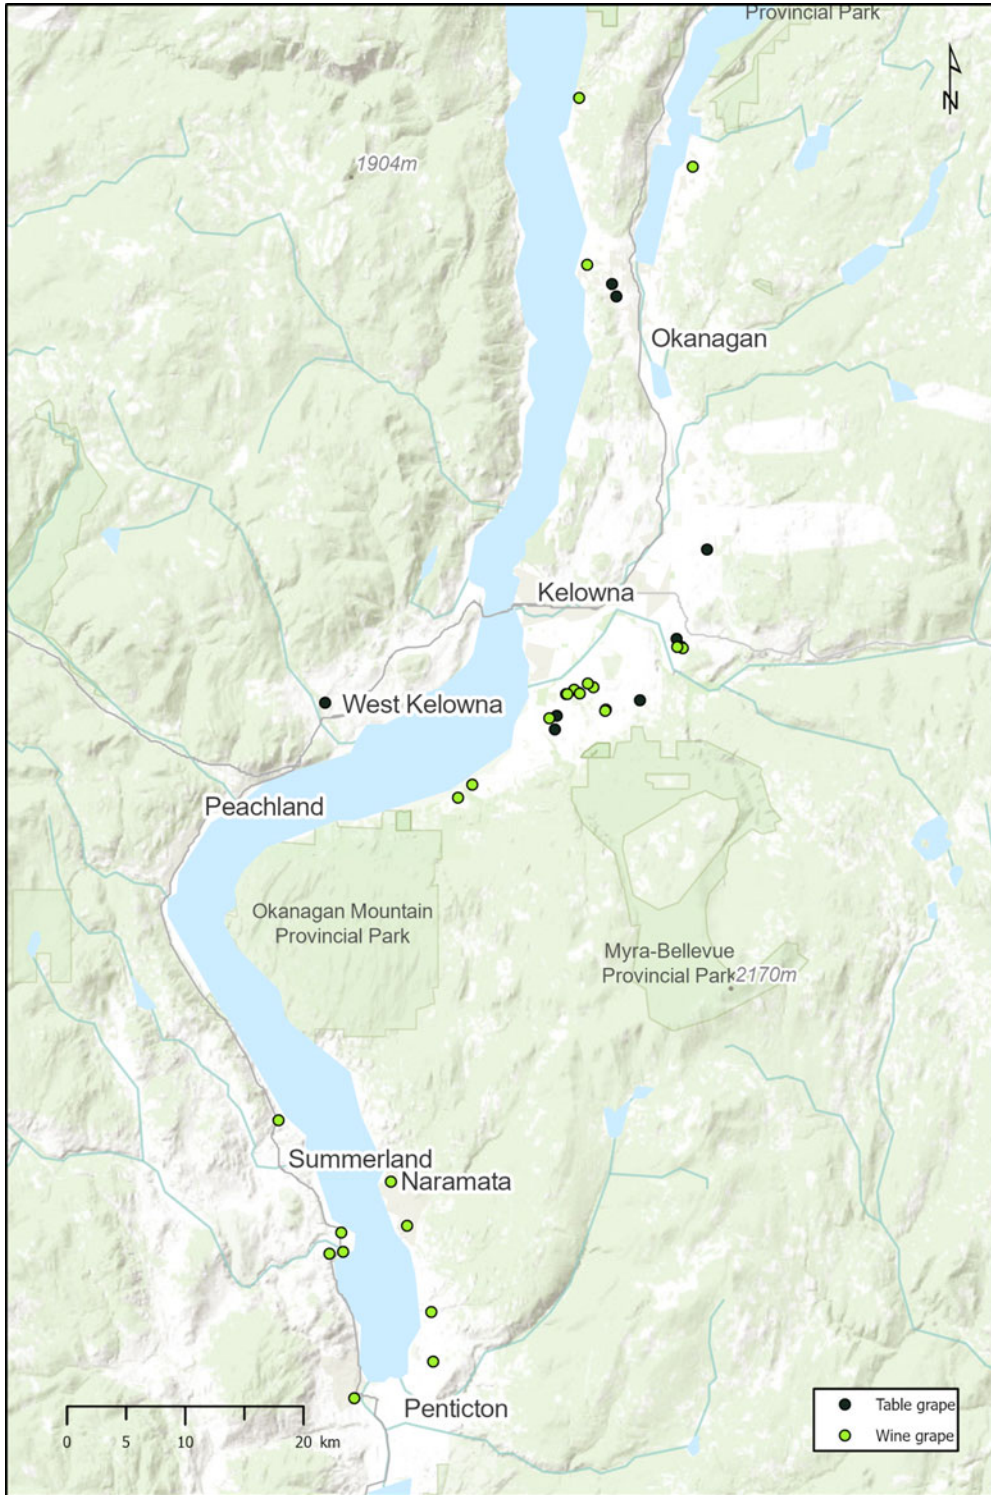 Provincial Park
N
1904m
Okanagan
Kelowna
West Kelowna
Peachland
Okanagan Mountain
Provincial Park
Myra-Bellevue
Provincial Park
2170m
Summerland
Naramata
Penticton
0 5 10 20 km
Table grape
Wine grape